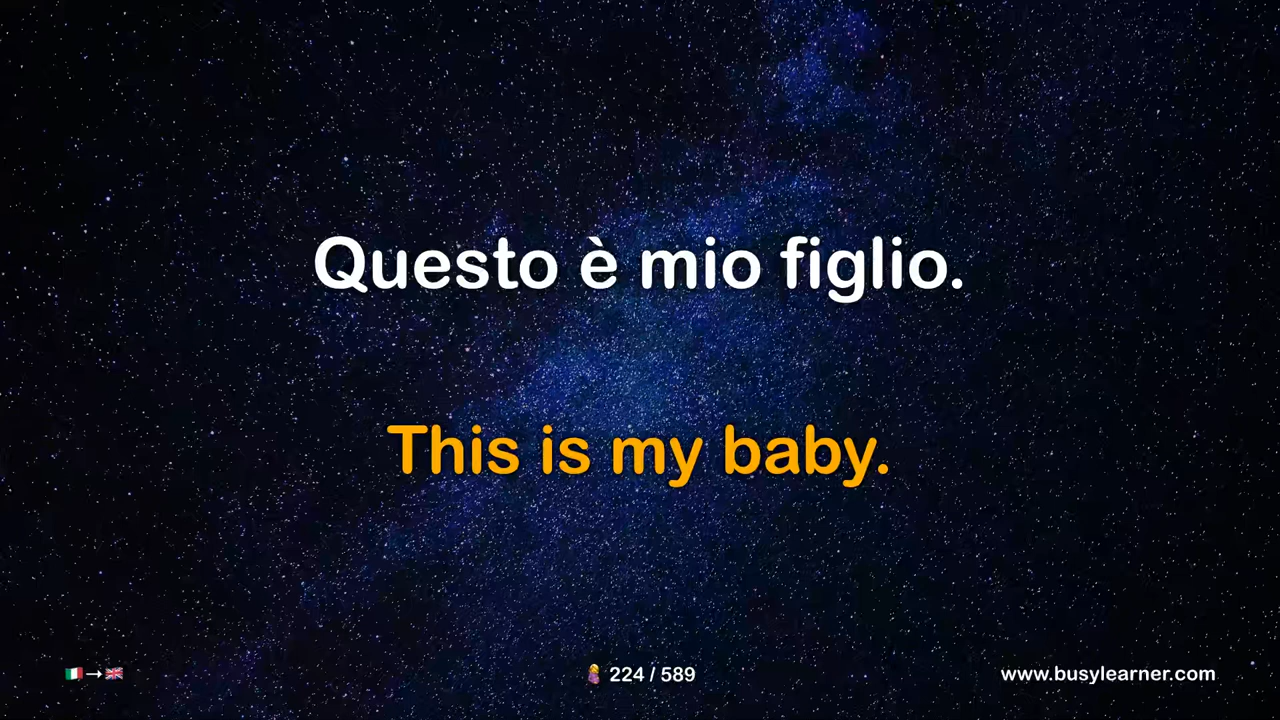 Questo è mio figlio.
This is my baby.
🇮🇹→🇬🇧
🤱 224 / 589
www.busylearner.com